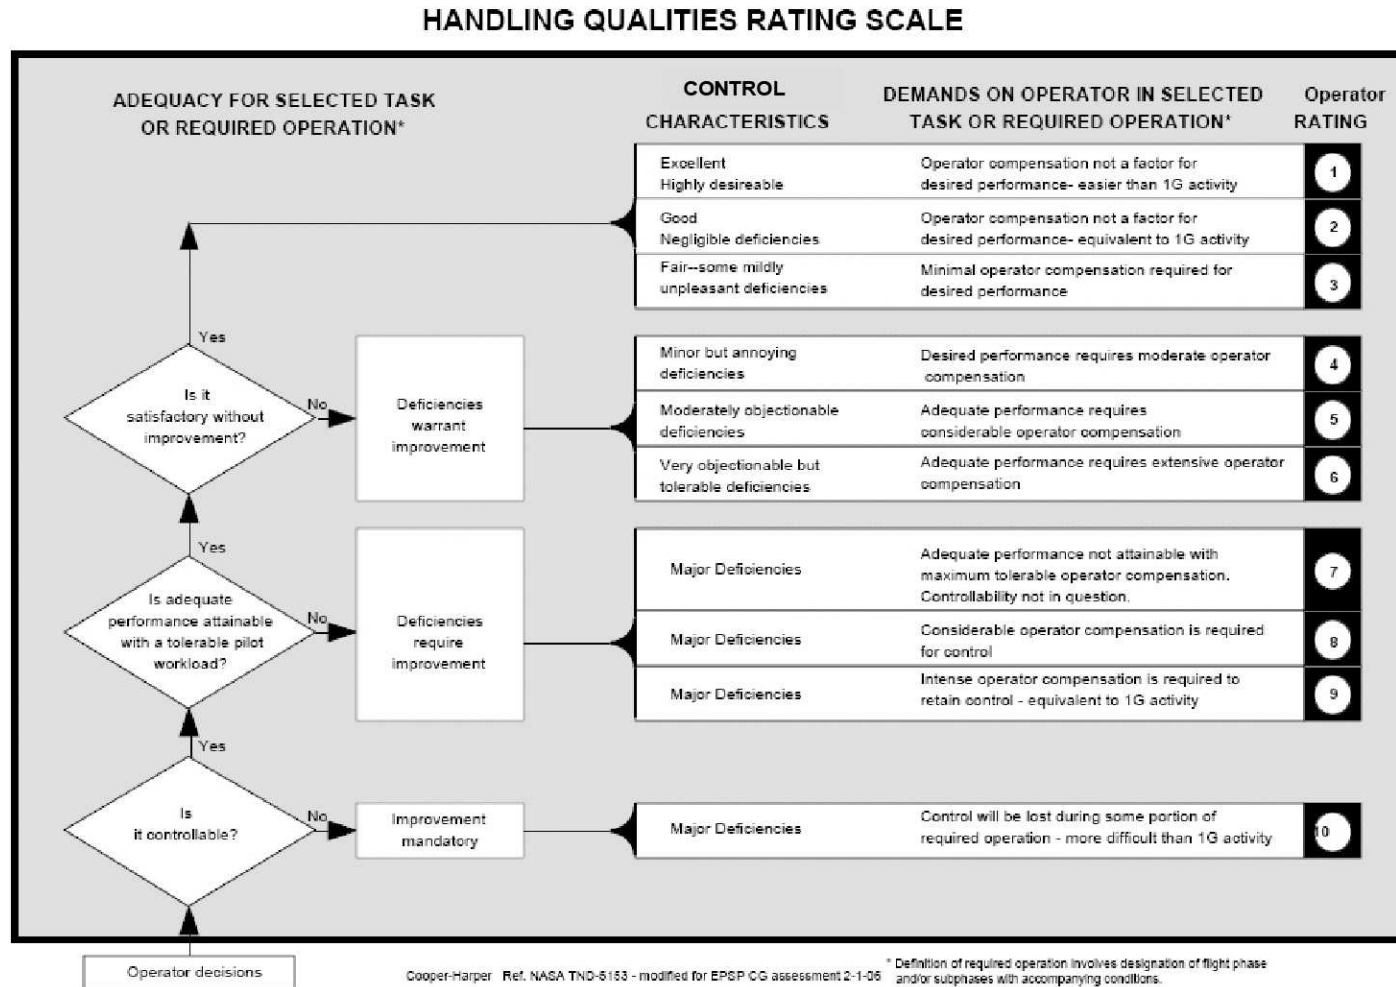 HANDLING QUALITIES RATING SCALE
ADEQUACY FOR SELECTED TASK
OR REQUIRED OPERATION*
CONTROL
CHARACTERISTICS
DEMANDS ON OPERATOR IN SELECTED
TASK OR REQUIRED OPERATION*
Operator
RATING
Excellent
Highly desireable
Operator compensation not a factor for
desired performance- easier than 1G activity
1
Good
Negligible deficiencies
Operator compensation not a factor for
desired performance- equivalent to 1G activity
2
Fair--some mildly
unpleasant deficiencies
Minimal operator compensation required for
desired performance
3
Yes
Is it
satisfactory without
improvement?
No
Deficiencies
warrant
improvement
Minor but annoying
deficiencies
Desired performance requires moderate operator
compensation
4
Moderately objectionable
deficiencies
Adequate performance requires
considerable operator compensation
5
Very objectionable but
tolerable deficiencies
Adequate performance requires extensive operator
compensation
6
Yes
Is adequate
performance attainable
with a tolerable pilot
workload?
No
Deficiencies
require
improvement
Major Deficiencies
Adequate performance not attainable with
maximum tolerable operator compensation.
Controllability not in question.
7
Major Deficiencies
Considerable operator compensation is required
for control
8
Major Deficiencies
Intense operator compensation is required to
retain control - equivalent to 1G activity
9
Yes
Is
it controllable?
No
Improvement
mandatory
Major Deficiencies
Control will be lost during some portion of
required operation - more difficult than 1G activity
10
Operator decisions
Cooper-Harper Ref. NASA TND-5153 - modified for EPSP CG assessment 2-1-06
* Definition of required operation involves designation of flight phase
and/or subphases with accompanying conditions.